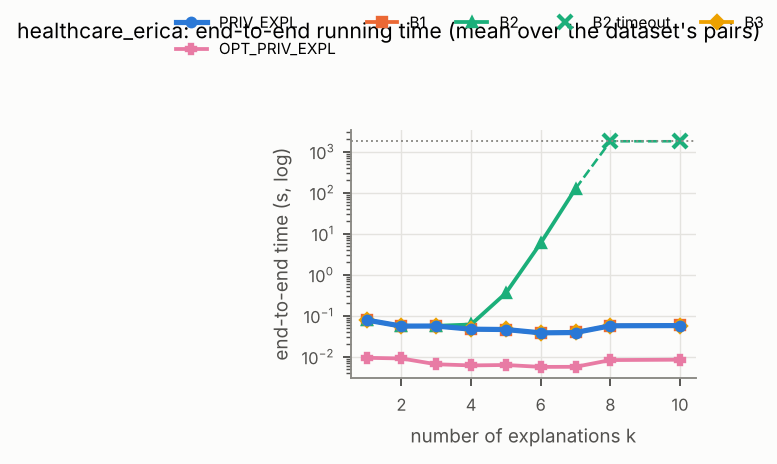 PRIV_EXPL B1 B2 B2 timeout B3
healthcare_erica: end-to-end running time (mean over the dataset's pairs)
OPT_PRIV_EXPL
10³
10²
10¹
10⁰
10⁻¹
10⁻²
end-to-end time (s, log)
2 4 6 8 10
number of explanations k